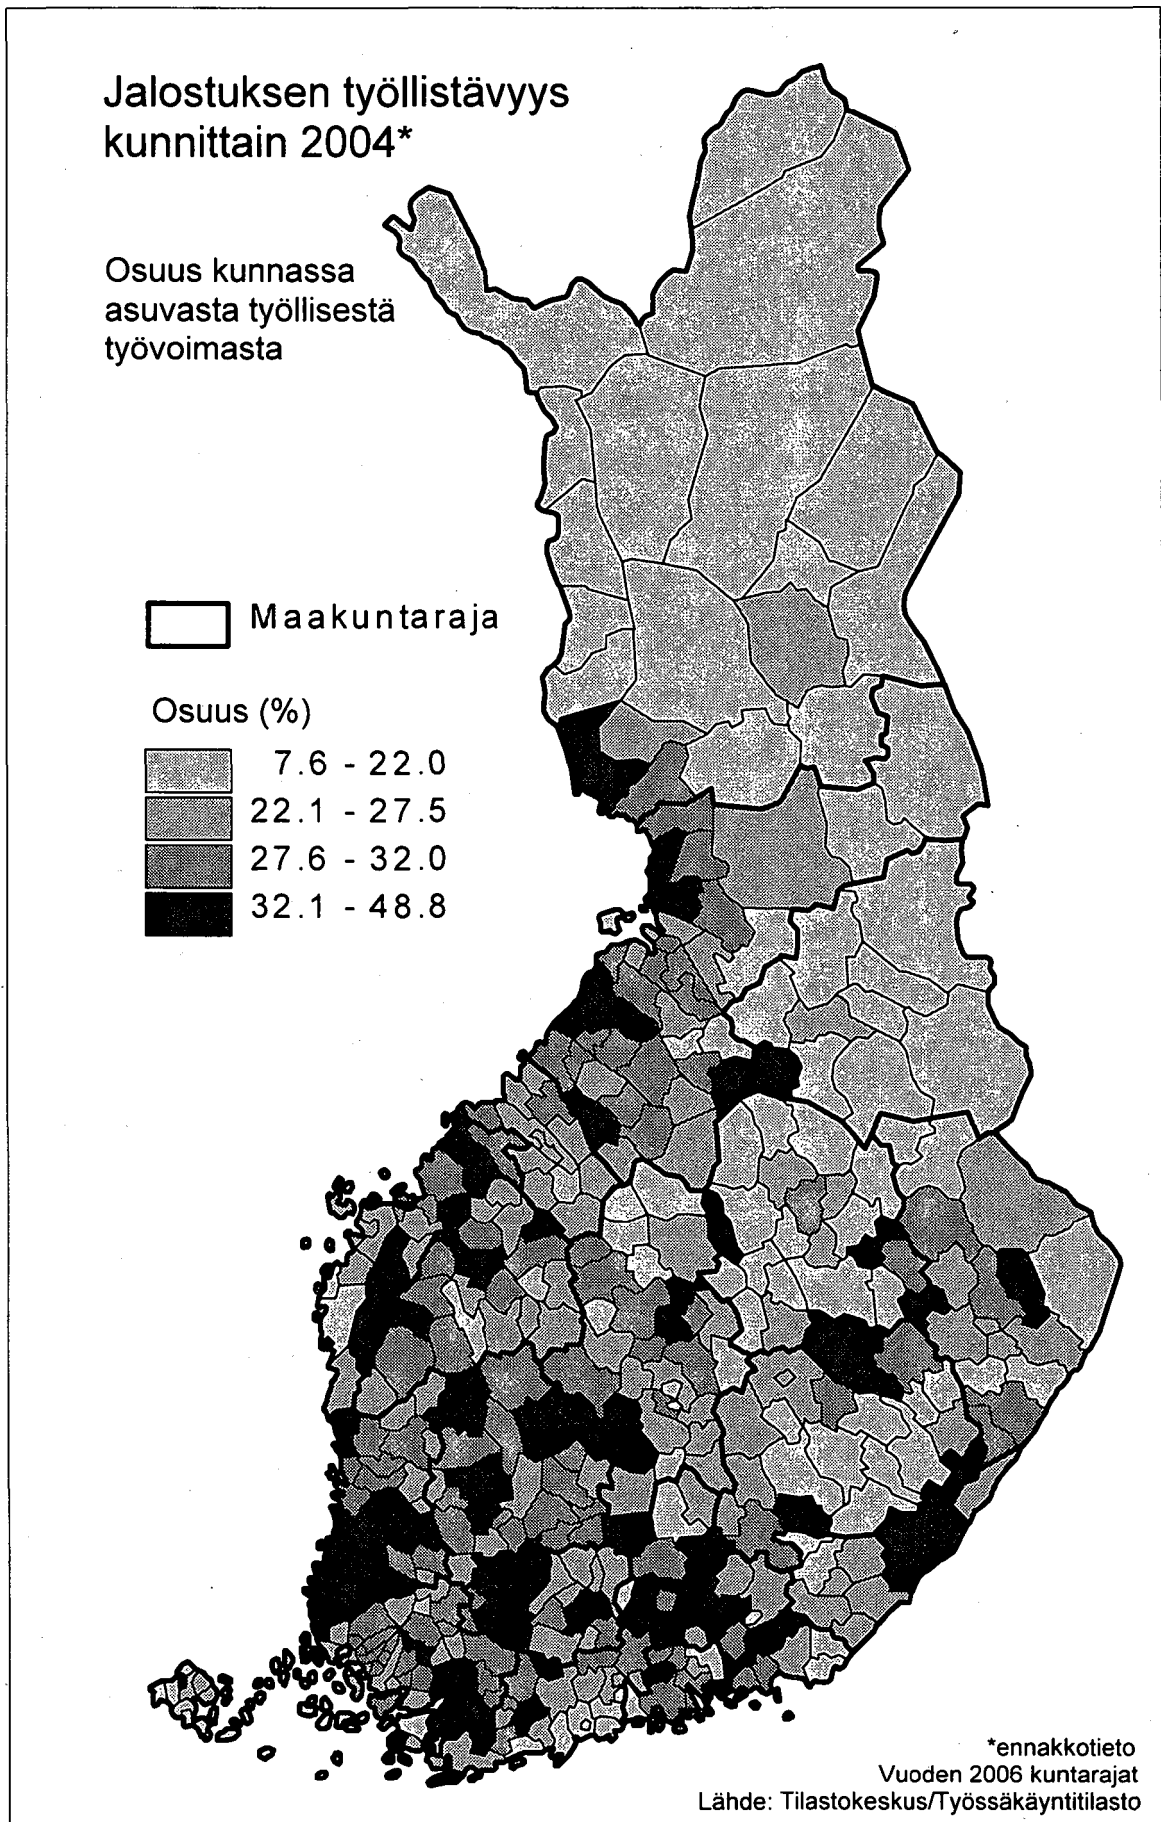 Jalostuksen työllistävyys
kunnittain 2004*
Osuus kunnassa
asuvasta työllisestä
työvoimasta
Maakuntaraja
Osuus (%)
7.6 - 22.0
22.1 - 27.5
27.6 - 32.0
32.1 - 48.8
*ennakkotieto
Vuoden 2006 kuntarajat
Lähde: Tilastokeskus/Työssäkäyntitilasto